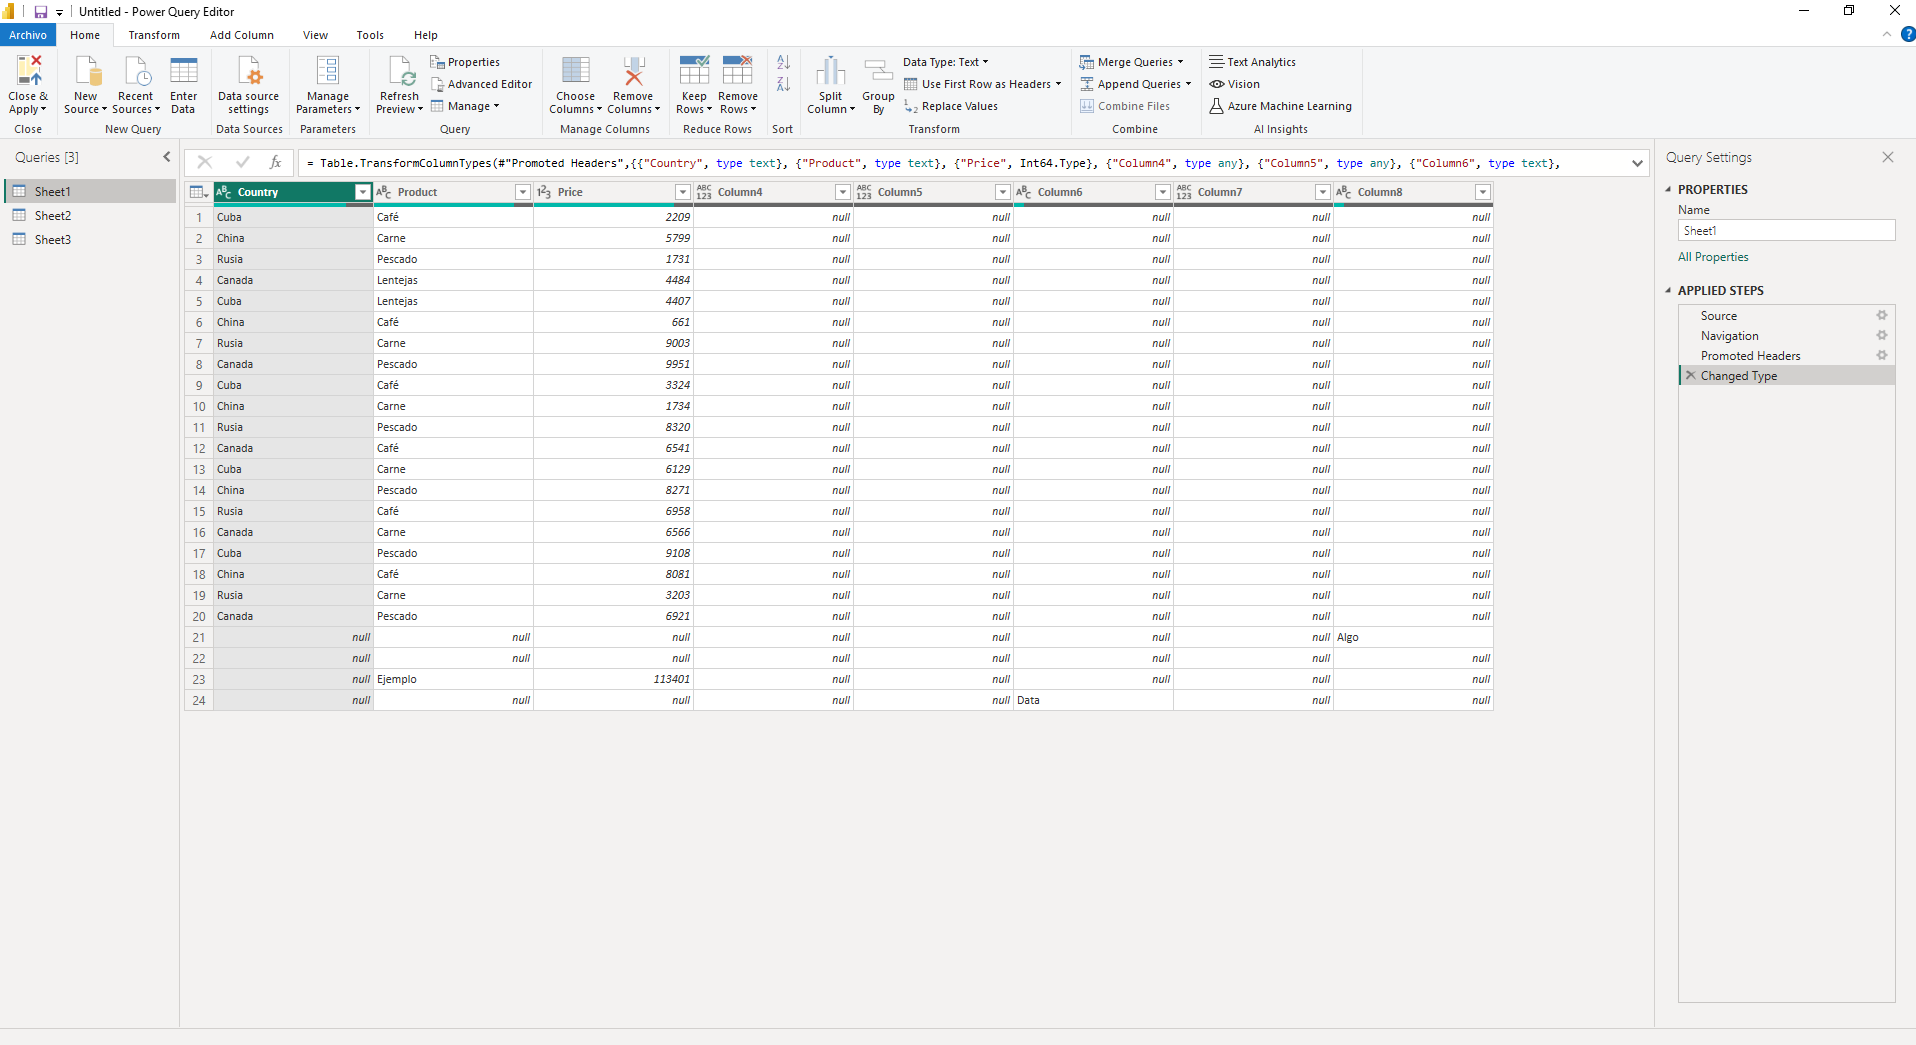 Untitled - Power Query Editor
Archivo Home Transform Add Column View Tools Help
Close & Apply
New Source
Recent Sources
Enter Data
Data source settings
Manage Parameters
Refresh Preview
Properties
Advanced Editor
Manage
Choose Columns
Remove Columns
Keep Rows
Remove Rows
Split Column
Group By
Data Type: Text
Use First Row as Headers
Replace Values
Merge Queries
Append Queries
Combine Files
Text Analytics
Vision
Azure Machine Learning
Close New Query Data Sources Parameters Query Manage Columns Reduce Rows Sort Transform Combine AI Insights
Queries [3]
Sheet1
Sheet2
Sheet3
fx = Table.TransformColumnTypes(#"Promoted Headers",{{"Country", type text}, {"Product", type text}, {"Price", Int64.Type}, {"Column4", type any}, {"Column5", type any}, {"Column6", type text},
ABC Country ABC Product 123 Price ABC 123 Column4 ABC 123 Column5 ABC Column6 ABC 123 Column7 ABC Column8
1 Cuba Café 2209 null null null null null
2 China Carne 5799 null null null null null
3 Rusia Pescado 1731 null null null null null
4 Canada Lentejas 4484 null null null null null
5 Cuba Lentejas 4407 null null null null null
6 China Café 661 null null null null null
7 Rusia Carne 9003 null null null null null
8 Canada Pescado 9951 null null null null null
9 Cuba Café 3324 null null null null null
10 China Carne 1734 null null null null null
11 Rusia Pescado 8320 null null null null null
12 Canada Café 6541 null null null null null
13 Cuba Carne 6129 null null null null null
14 China Pescado 8271 null null null null null
15 Rusia Café 6958 null null null null null
16 Canada Carne 6566 null null null null null
17 Cuba Pescado 9108 null null null null null
18 China Café 8081 null null null null null
19 Rusia Carne 3203 null null null null null
20 Canada Pescado 6921 null null null null null
21 null null null null null null null Algo
22 null null null null null null null null
23 null Ejemplo 113401 null null null null null
24 null null null null null Data null null
Query Settings
PROPERTIES
Name
Sheet1
All Properties
APPLIED STEPS
Source
Navigation
Promoted Headers
Changed Type